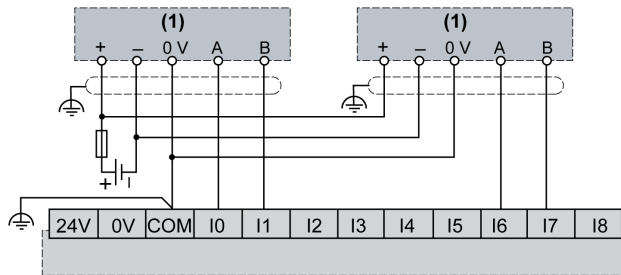 (1) (1)
+ – 0 V A B + – 0 V A B
+
24V 0V COM I0 I1 I2 I3 I4 I5 I6 I7 I8